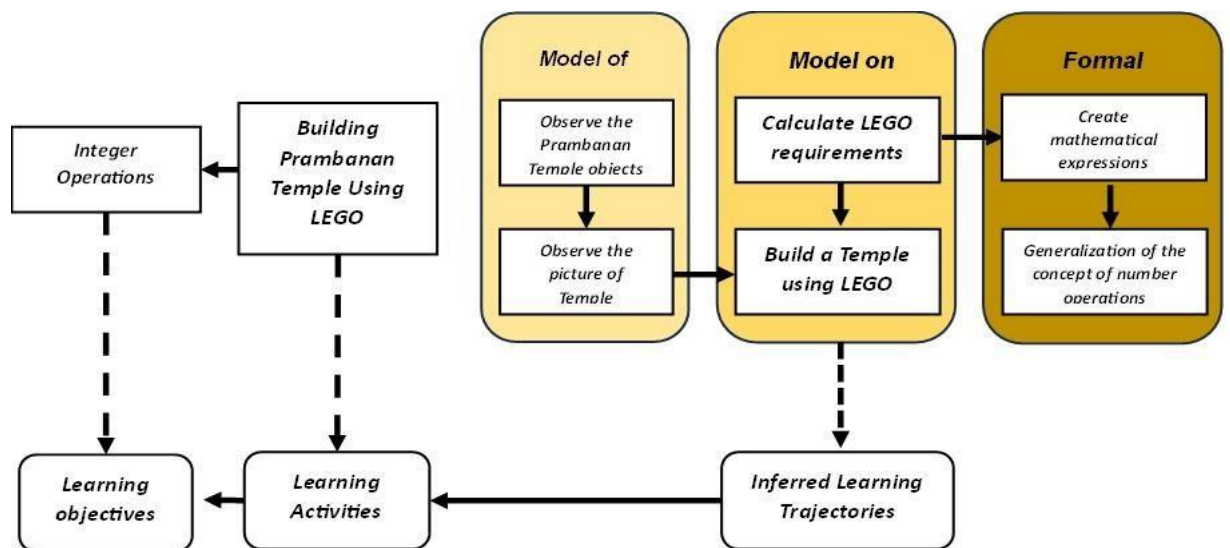 Model of
Observe the
Prambanan
Temple objects
Observe the
picture of
Temple
Model on
Calculate LEGO
requirements
Build a Temple
using LEGO
Formal
Create
mathematical
expressions
Generalization of the
concept of number
operations
Integer
Operations
Building
Prambanan
Temple Using
LEGO
Learning
objectives
Learning
Activities
Inferred Learning
Trajectories